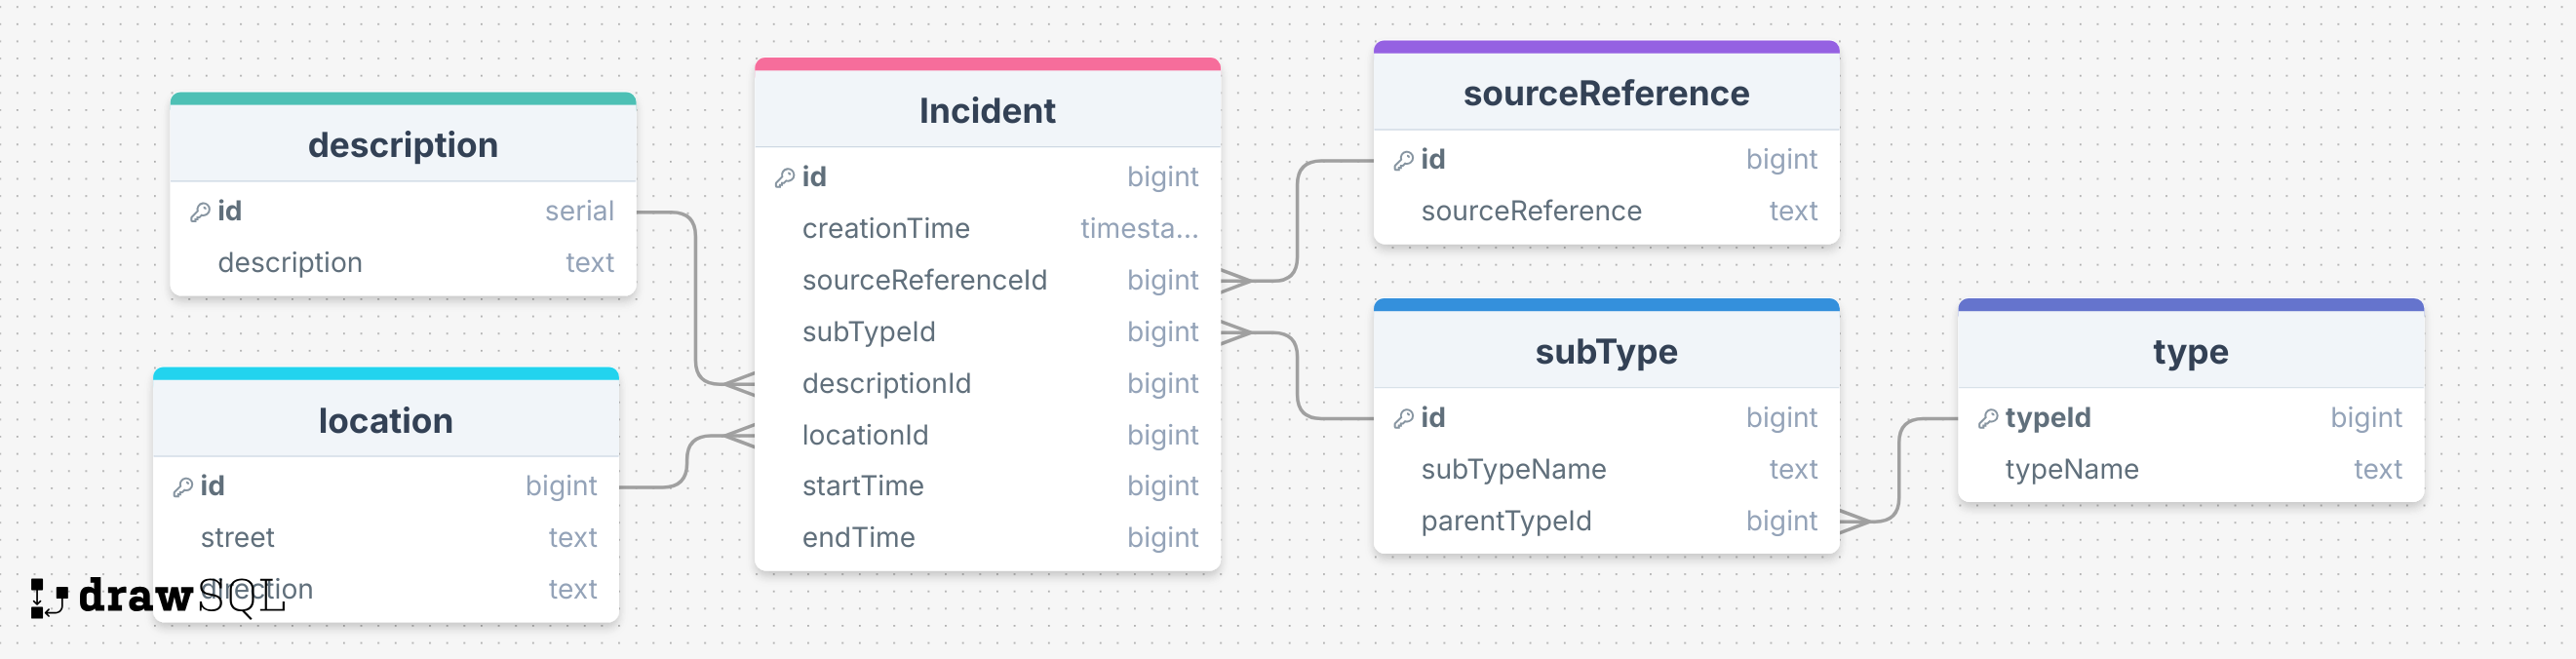 description
id serial
description text
location
id bigint
street text
direction text
drawSQL
Incident
id bigint
creationTime timesta...
sourceReferenceId bigint
subTypeId bigint
descriptionId bigint
locationId bigint
startTime bigint
endTime bigint
sourceReference
id bigint
sourceReference text
subType
id bigint
subTypeName text
parentTypeId bigint
type
typeId bigint
typeName text